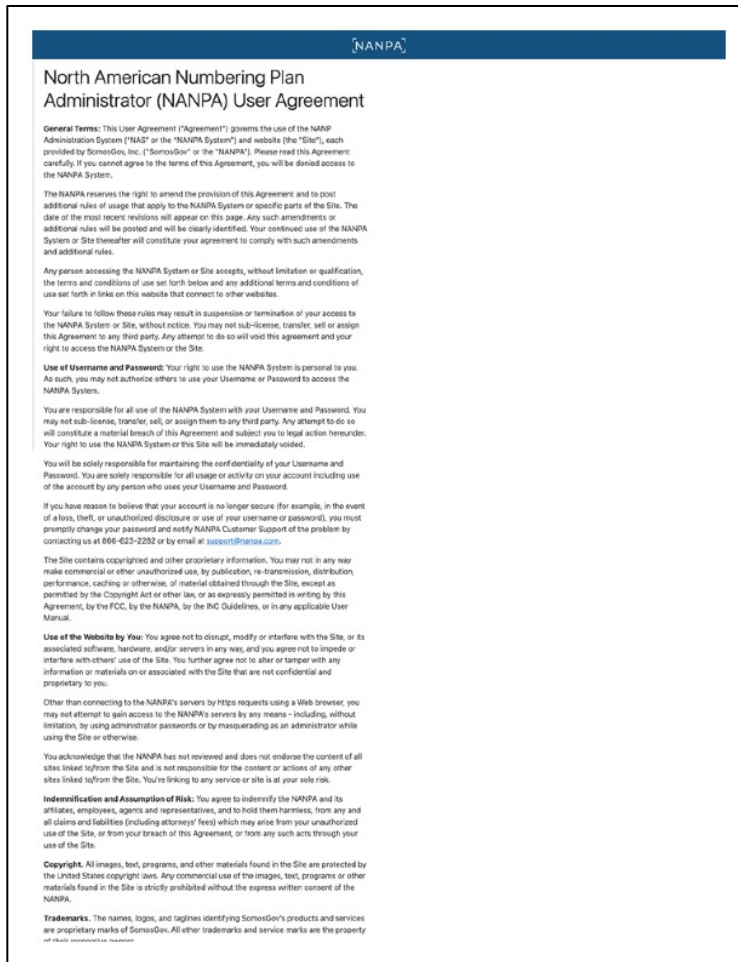 [NANPA]
North American Numbering Plan
Administrator (NANPA) User Agreement
General Terms: This User Agreement ("Agreement") governs the use of the NANP
Administration System ("NAS" or the "NANPA System") and website (the "Site"), each
provided by SomosGov, Inc. ("SomosGov" or the "NANPA"). Please read this Agreement
carefully. If you cannot agree to the terms of this Agreement, you will be denied access to
the NANPA System.
The NANPA reserves the right to amend the provision of this Agreement and to post
additional rules of usage that apply to the NANPA System or specific parts of the Site. The
date of the most recent revisions will appear on this page. Any such amendments or
additional rules will be posted and will be clearly identified. Your continued use of the NANPA
System or Site thereafter will constitute your agreement to comply with such amendments
and additional rules.
Any person accessing the NANPA System or Site accepts, without limitation or qualification,
the terms and conditions of use set forth below and any additional terms and conditions of
use set forth in links on this website that connect to other websites.
Your failure to follow these rules may result in suspension or termination of your access to
the NANPA System or Site, without notice. You may not sub-license, transfer, sell or assign
this Agreement to any third party. Any attempt to do so will void this agreement and your
right to access the NANPA System or the Site.
Use of Username and Password: Your right to use the NANPA System is personal to you.
As such, you may not authorize others to use your Username or Password to access the
NANPA System.
You are responsible for all use of the NANPA System with your Username and Password. You
may not sub-license, transfer, sell, or assign them to any third party. Any attempt to do so
will constitute a material breach of this Agreement and subject you to legal action hereunder.
Your right to use the NANPA System or this Site will be immediately voided.
You will be solely responsible for maintaining the confidentiality of your Username and
Password. You are solely responsible for all usage or activity on your account including use
of the account by any person who uses your Username and Password.
If you have reason to believe that your account is no longer secure (for example, in the event
of a loss, theft, or unauthorized disclosure or use of your username or password), you must
promptly change your password and notify NANPA Customer Support of the problem by
contacting us at 866-623-2282 or by email at support@nanpa.com.
The Site contains copyrighted and other proprietary information. You may not in any way
make commercial or other unauthorized use, by publication, re-transmission, distribution,
performance, caching or otherwise, of material obtained through the Site, except as
permitted by the Copyright Act or other law, or as expressly permitted in writing by this
Agreement, by the FCC, by the NANPA, by the INC Guidelines, or in any applicable User
Manual.
Use of the Website by You: You agree not to disrupt, modify or interfere with the Site, or its
associated software, hardware, and/or servers in any way, and you agree not to impede or
interfere with others' use of the Site. You further agree not to alter or tamper with any
information or materials on or associated with the Site that are not confidential and
proprietary to you.
Other than connecting to the NANPA's servers by https requests using a Web browser, you
may not attempt to gain access to the NANPA's servers by any means - including, without
limitation, by using administrator passwords or by masquerading as an administrator while
using the Site or otherwise.
You acknowledge that the NANPA has not reviewed and does not endorse the content of all
sites linked to/from the Site and is not responsible for the content or actions of any other
sites linked to/from the Site. You're linking to any service or site is at your sole risk.
Indemnification and Assumption of Risk: You agree to indemnify the NANPA and its
affiliates, employees, agents and representatives, and to hold them harmless, from any and
all claims and liabilities (including attorneys' fees) which may arise from your unauthorized
use of the Site, or from your breach of this Agreement, or from any such acts through your
use of the Site.
Copyright. All images, text, programs, and other materials found in the Site are protected by
the United States copyright laws. Any commercial use of the images, text, programs or other
materials found in the Site is strictly prohibited without the express written consent of the
NANPA.
Trademarks. The names, logos, and taglines identifying SomosGov's products and services
are proprietary marks of SomosGov. All other trademarks and service marks are the property
of their respective owners.